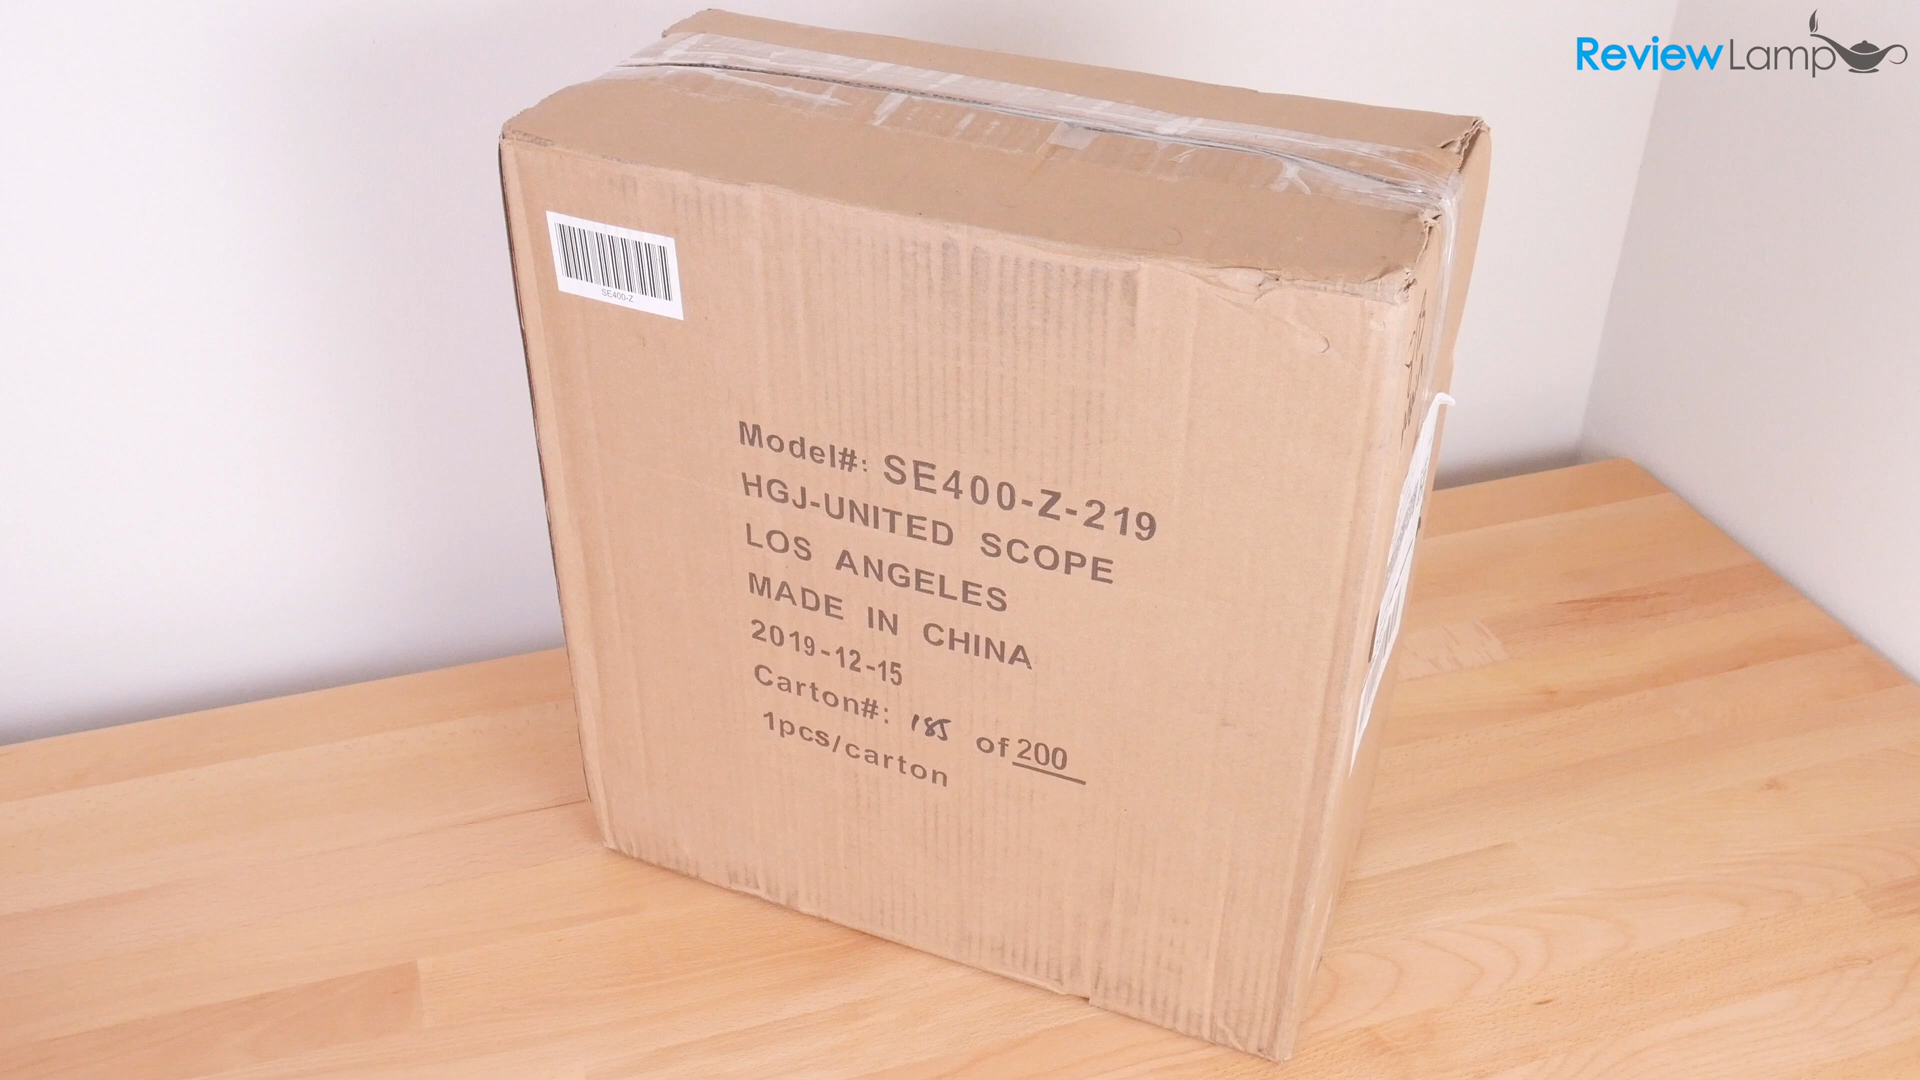 ReviewLamp
SE400-Z
Model#: SE400-Z-219
HGJ-UNITED SCOPE
LOS ANGELES
MADE IN CHINA
2019-12-15
Carton#: 185 of 200
1pcs/carton